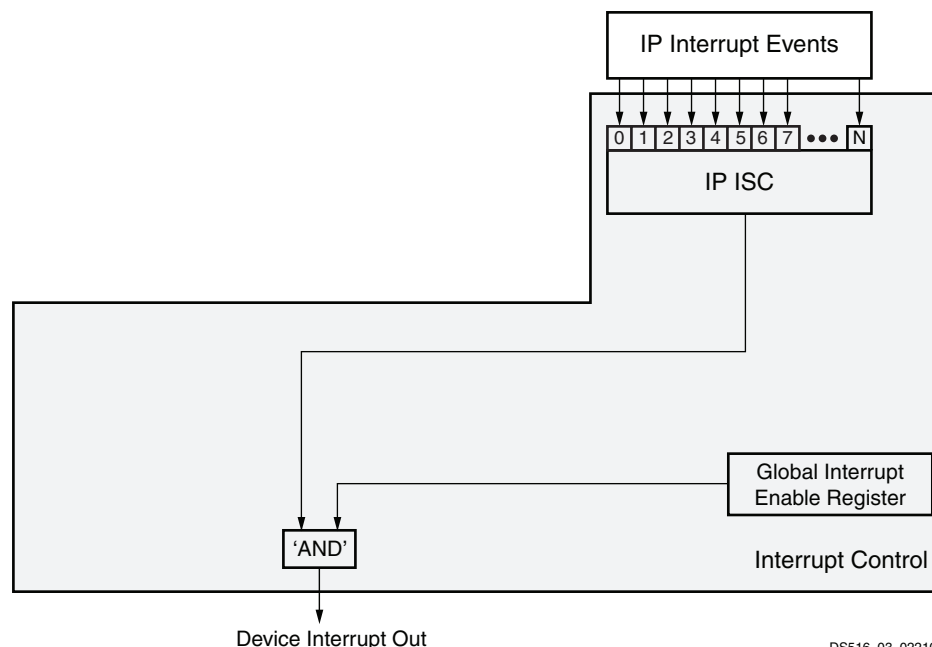 IP Interrupt Events
0 1 2 3 4 5 6 7 ••• N
IP ISC
Global Interrupt
Enable Register
'AND'
Interrupt Control
Device Interrupt Out